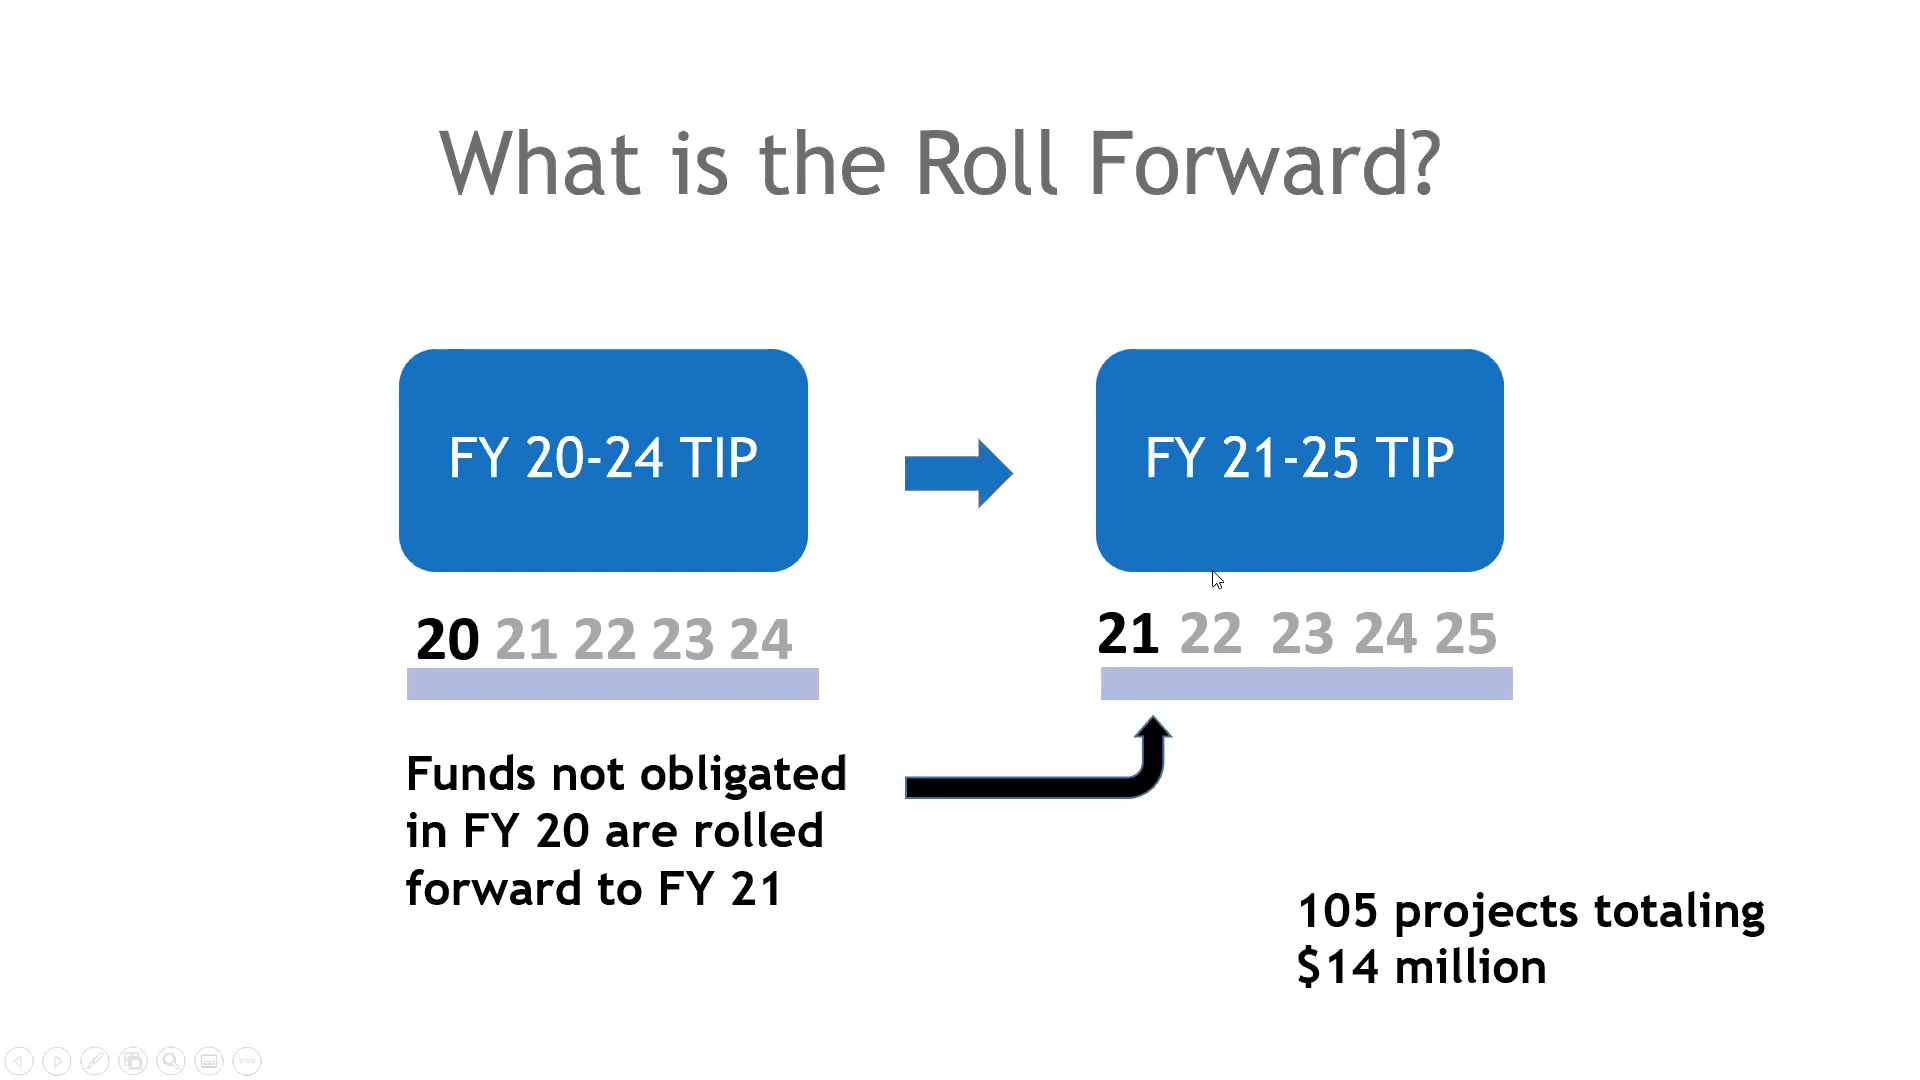 What is the Roll Forward?
FY 20-24 TIP
FY 21-25 TIP
20 21 22 23 24
21 22 23 24 25
Funds not obligated
in FY 20 are rolled
forward to FY 21
105 projects totaling
$14 million